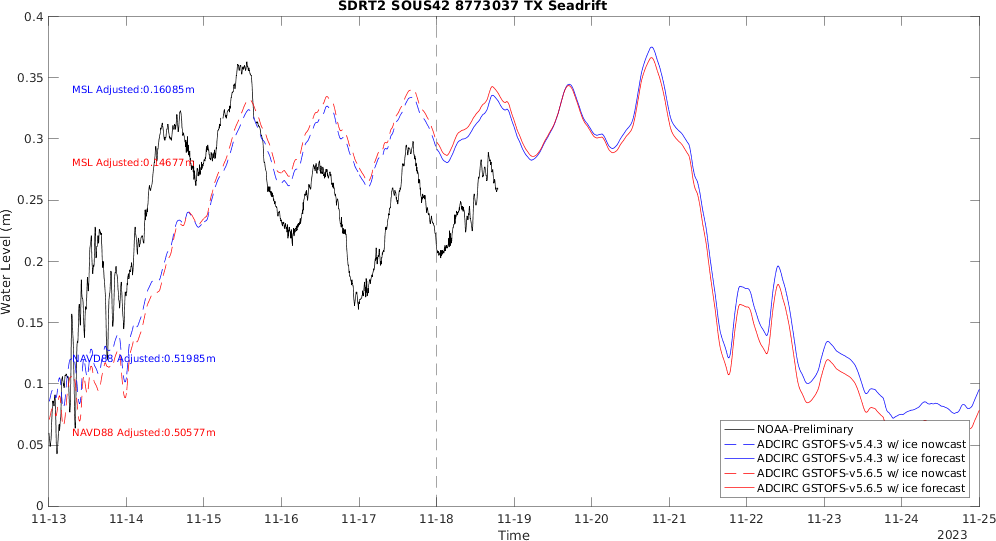 SDRT2 SOUS42 8773037 TX Seadrift
0.4
0.35
0.3
0.25
0.2
0.15
0.1
0.05
0
Water Level (m)
MSL Adjusted:0.16085m
MSL Adjusted:0.14677m
NAVD88 Adjusted:0.51985m
NAVD88 Adjusted:0.50577m
NOAA-Preliminary
ADCIRC GSTOFS-v5.4.3 w/ ice nowcast
ADCIRC GSTOFS-v5.4.3 w/ ice forecast
ADCIRC GSTOFS-v5.6.5 w/ ice nowcast
ADCIRC GSTOFS-v5.6.5 w/ ice forecast
11-13 11-14 11-15 11-16 11-17 11-18 11-19 11-20 11-21 11-22 11-23 11-24 11-25
Time
2023